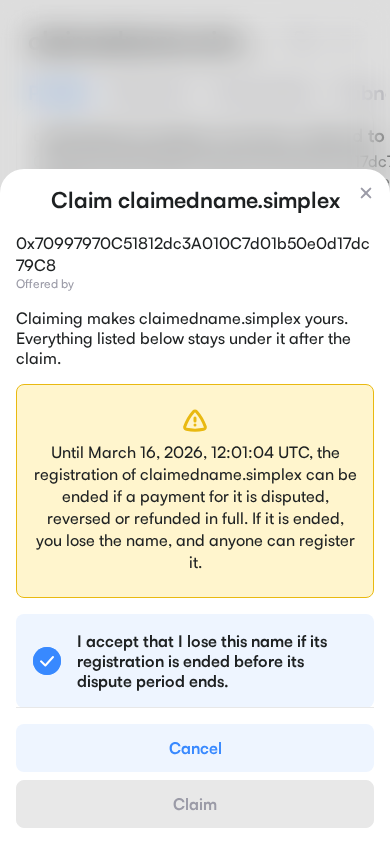 Claim claimedname.simplex
0x70997970C51812dc3A010C7d01b50e0d17dc
79C8
Offered by
Claiming makes claimedname.simplex yours.
Everything listed below stays under it after the
claim.
Until March 16, 2026, 12:01:04 UTC, the
registration of claimedname.simplex can be
ended if a payment for it is disputed,
reversed or refunded in full. If it is ended,
you lose the name, and anyone can register
it.
I accept that I lose this name if its
registration is ended before its
dispute period ends.
Cancel
Claim